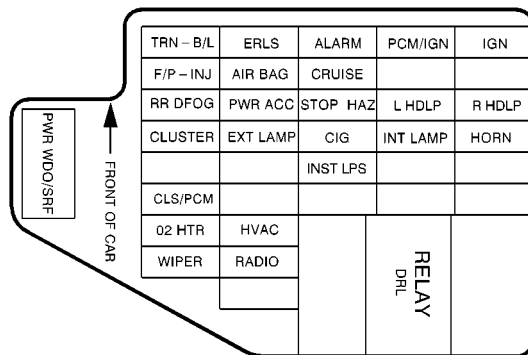 TRN – B/L ERLS ALARM PCM/IGN IGN
F/P – INJ AIR BAG CRUISE
RR DFOG PWR ACC STOP HAZ L HDLP R HDLP
CLUSTER EXT LAMP CIG INT LAMP HORN
INST LPS
CLS/PCM
02 HTR HVAC
WIPER RADIO
PWR WDO/SRF
FRONT OF CAR
RELAY
DRL